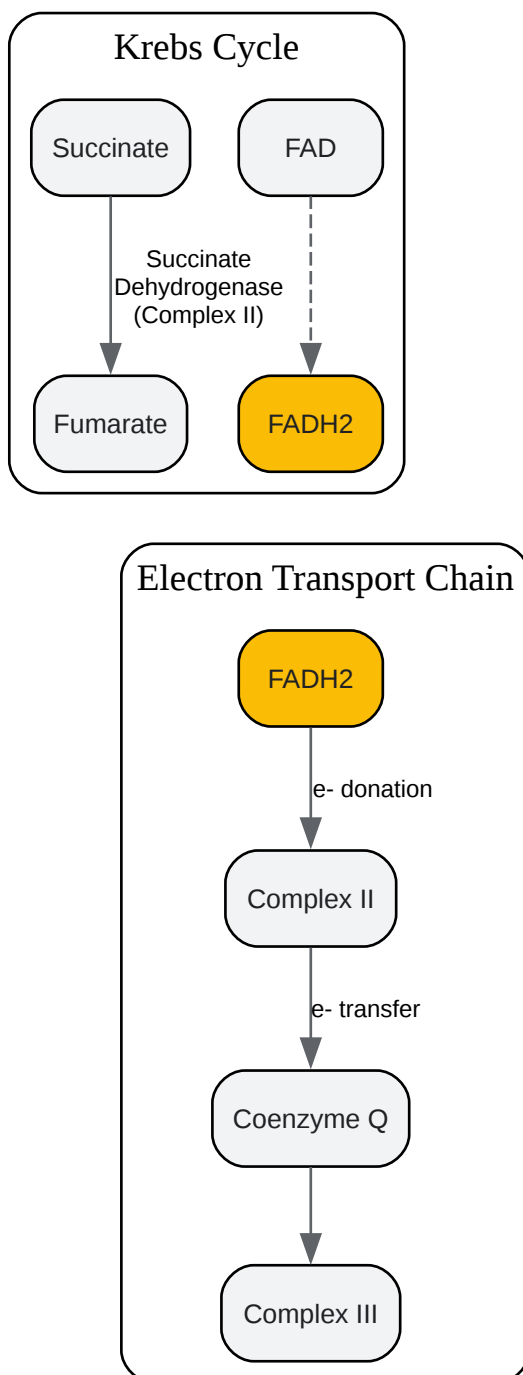 Krebs Cycle
Succinate
FAD
Succinate
Dehydrogenase
(Complex II)
Fumarate
FADH2
Electron Transport Chain
FADH2
e- donation
Complex II
e- transfer
Coenzyme Q
Complex III